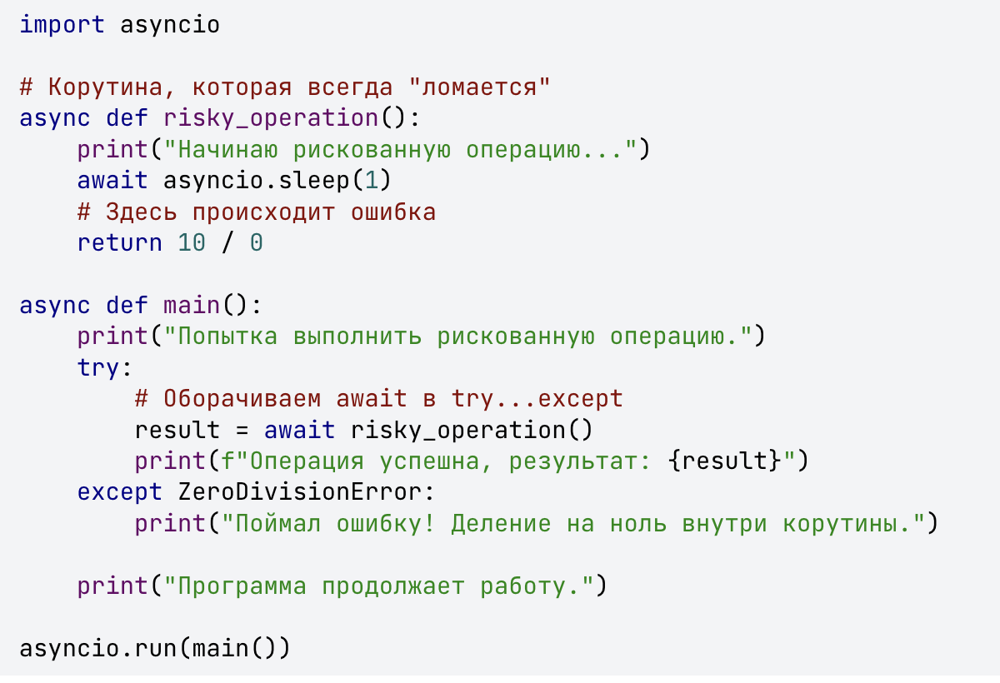 import asyncio

# Корутина, которая всегда "ломается"
async def risky_operation():
    print("Начинаю рискованную операцию...")
    await asyncio.sleep(1)
    # Здесь происходит ошибка
    return 10 / 0

async def main():
    print("Попытка выполнить рискованную операцию.")
    try:
        # Оборачиваем await в try...except
        result = await risky_operation()
        print(f"Операция успешна, результат: {result}")
    except ZeroDivisionError:
        print("Поймал ошибку! Деление на ноль внутри корутины.")

    print("Программа продолжает работу.")

asyncio.run(main())